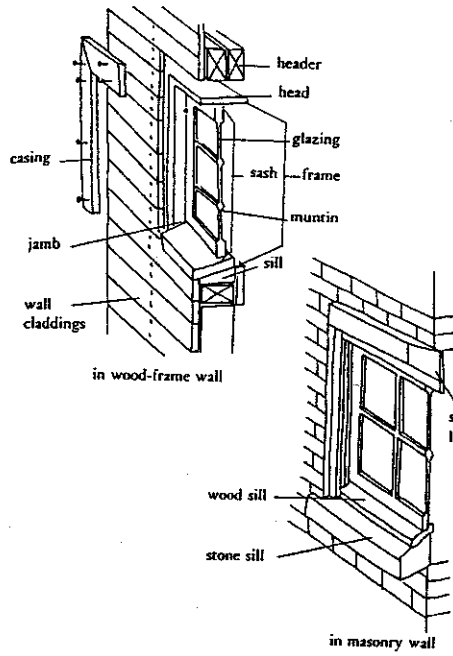 header
head
glazing
casing
sash
frame
muntin
jamb
sill
wall
claddings
in wood-frame wall
wood sill
stone sill
in masonry wall